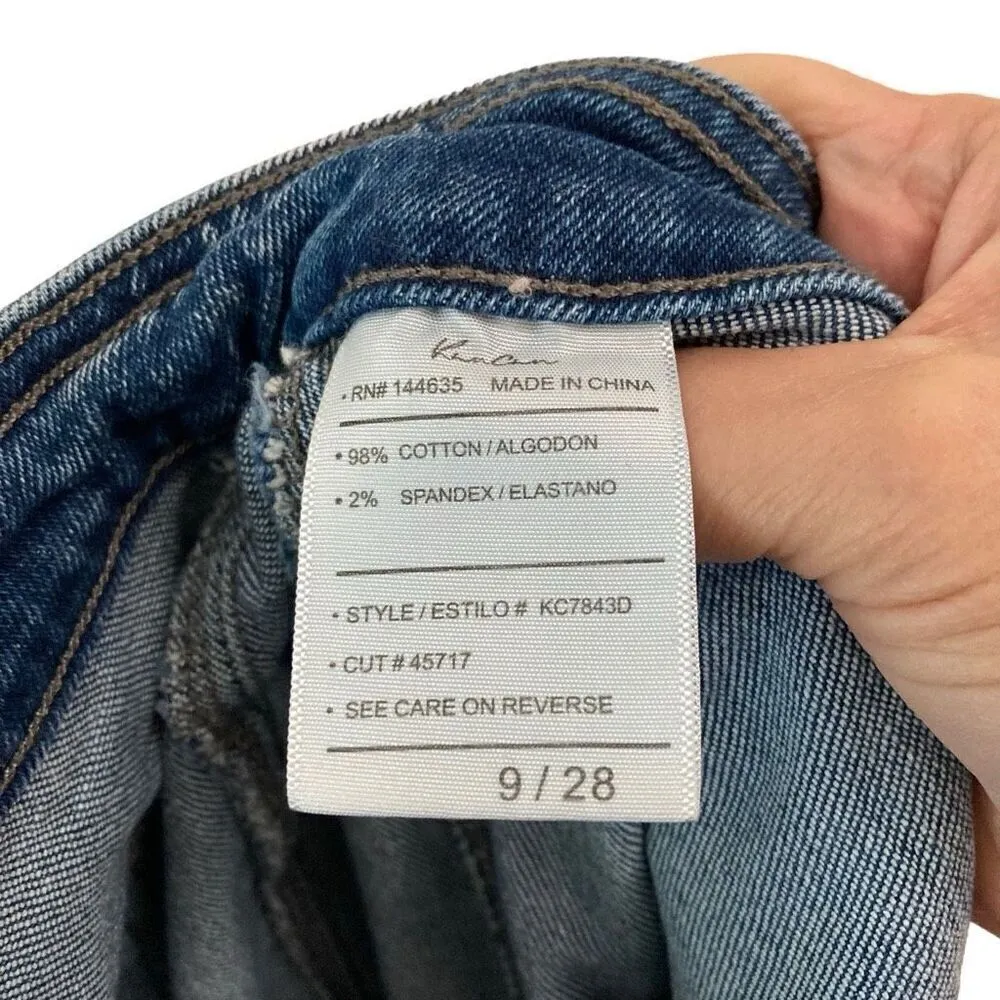 KanCan
• RN# 144635 MADE IN CHINA
• 98% COTTON / ALGODON
• 2% SPANDEX / ELASTANO
• STYLE / ESTILO # KC7843D
• CUT # 45717
• SEE CARE ON REVERSE
9 / 28